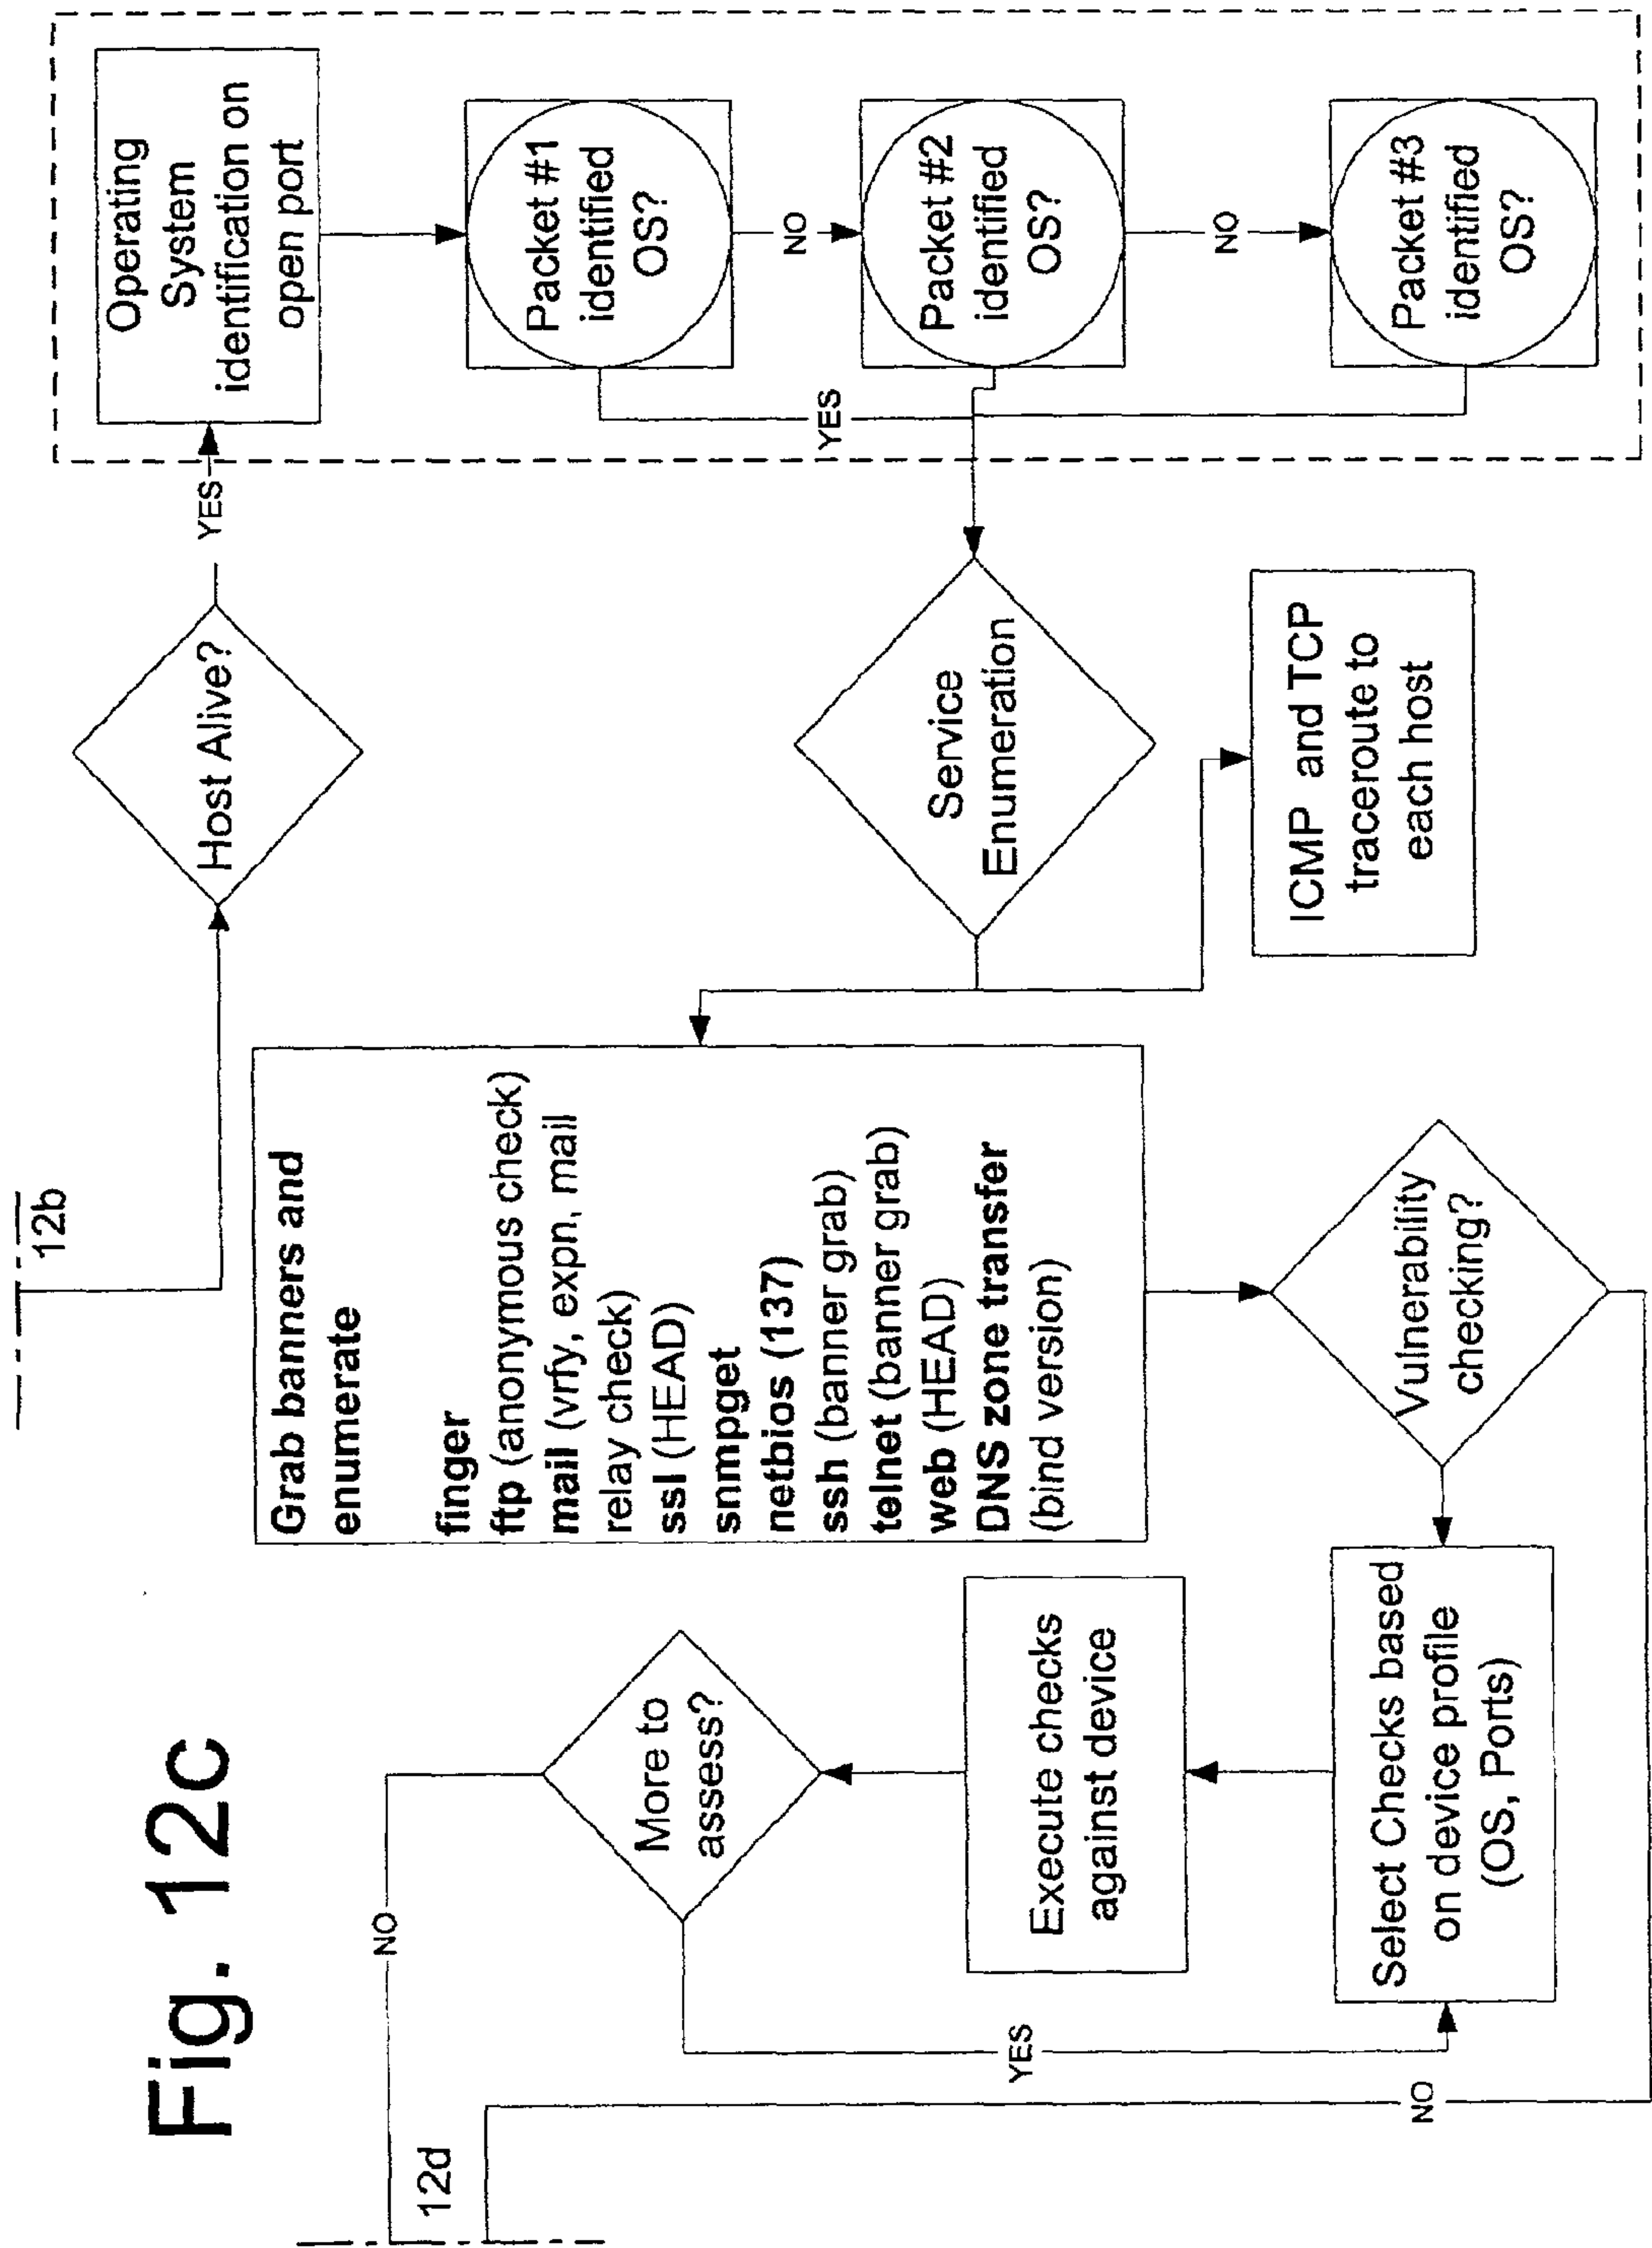 Fig. 12c
12b
Host Alive?
YES
Operating
System
identification on
open port
Packet #1
identified
OS?
NO
Packet #2
identified
OS?
NO
Packet #3
identified
OS?
YES
Service
Enumeration
ICMP and TCP
traceroute to
each host
Grab banners and
enumerate
finger
ftp (anonymous check)
mail (vrfy, expn, mail
relay check)
ssl (HEAD)
snmpget
netbios (137)
ssh (banner grab)
telnet (banner grab)
web (HEAD)
DNS zone transfer
(bind version)
Vulnerability
checking?
Select Checks based
on device profile
(OS, Ports)
Execute checks
against device
More to
assess?
YES
NO
NO
12d